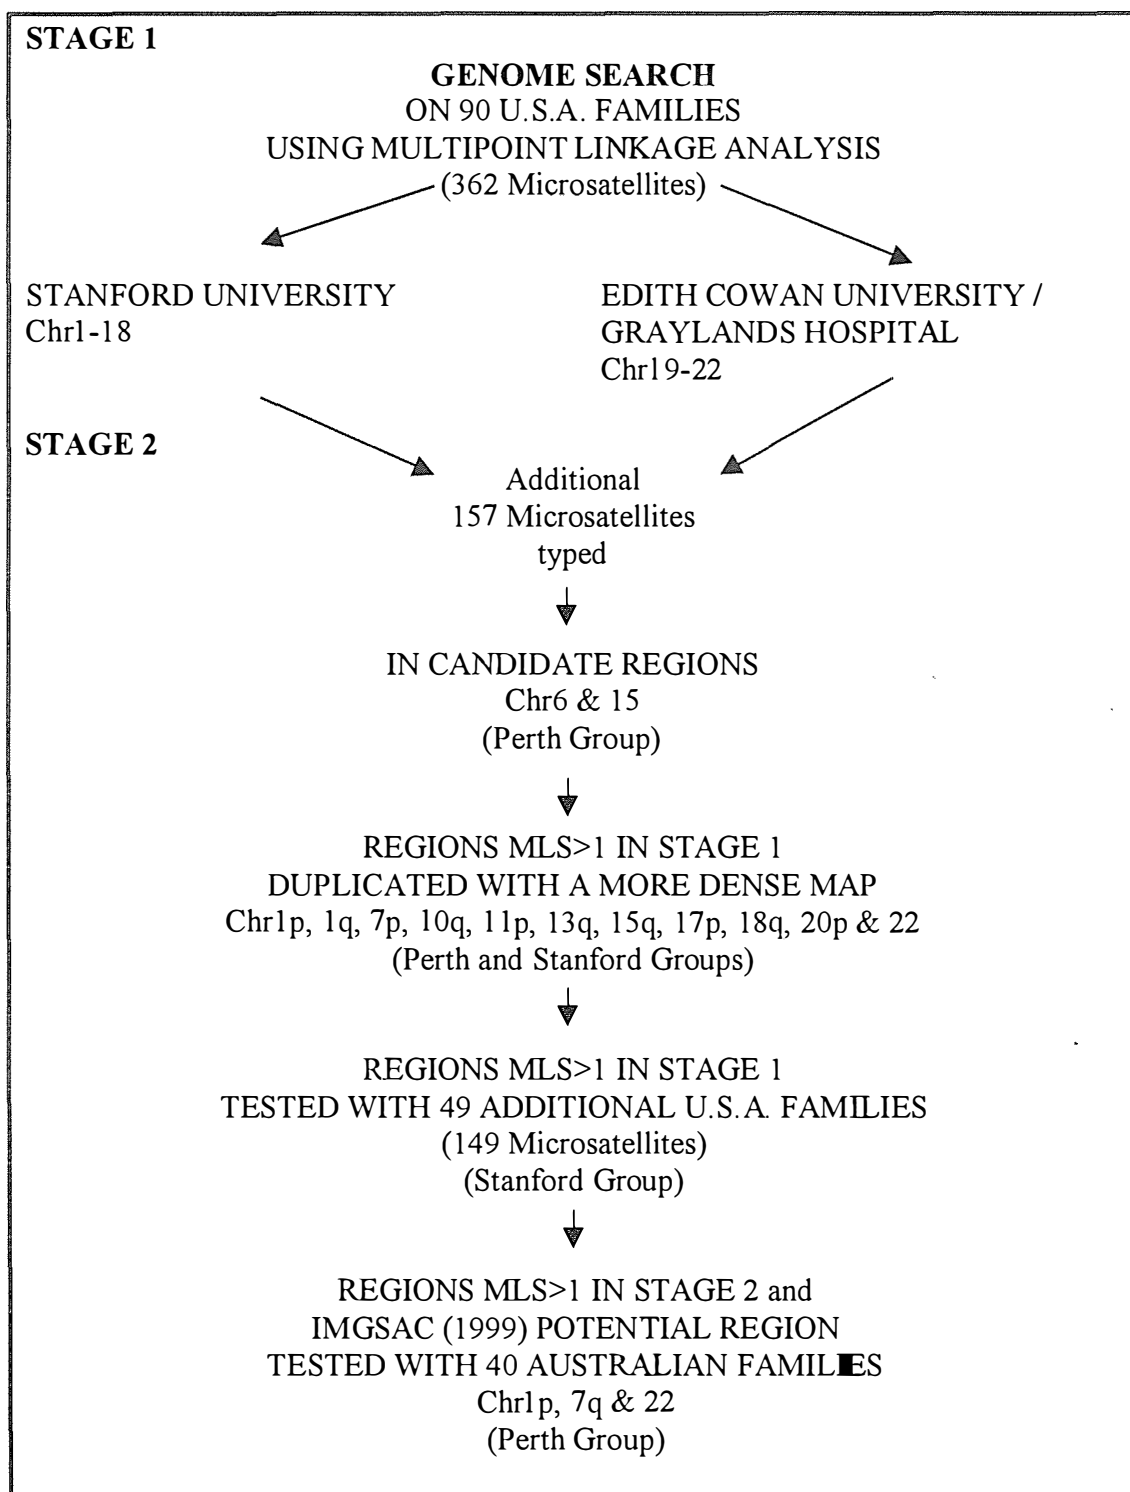 STAGE 1
GENOME SEARCH
ON 90 U.S.A. FAMILIES
USING MULTIPOINT LINKAGE ANALYSIS
(362 Microsatellites)
STANFORD UNIVERSITY
Chr1-18
EDITH COWAN UNIVERSITY /
GRAYLANDS HOSPITAL
Chr19-22
STAGE 2
Additional
157 Microsatellites
typed
IN CANDIDATE REGIONS
Chr6 & 15
(Perth Group)
REGIONS MLS>1 IN STAGE 1
DUPLICATED WITH A MORE DENSE MAP
Chr1p, 1q, 7p, 10q, 11p, 13q, 15q, 17p, 18q, 20p & 22
(Perth and Stanford Groups)
REGIONS MLS>1 IN STAGE 1
TESTED WITH 49 ADDITIONAL U.S.A. FAMILIES
(149 Microsatellites)
(Stanford Group)
REGIONS MLS>1 IN STAGE 2 and
IMGSAC (1999) POTENTIAL REGION
TESTED WITH 40 AUSTRALIAN FAMILIES
Chr1p, 7q & 22
(Perth Group)